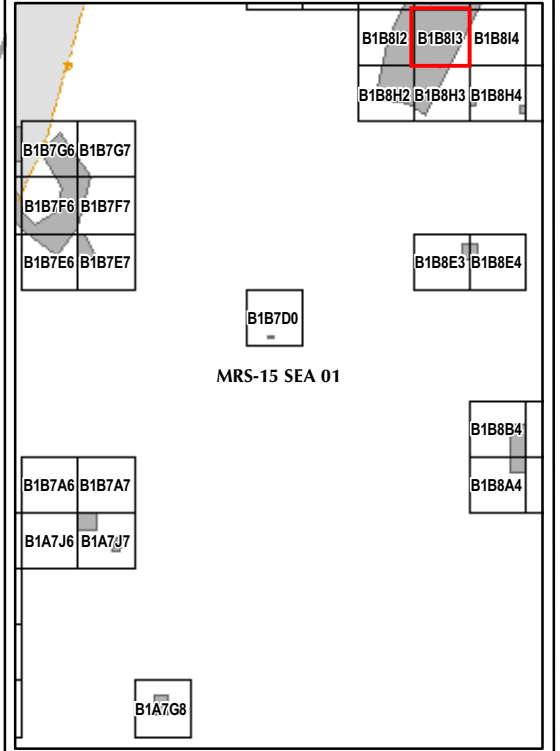 B1B8I2 B1B8I3 B1B8I4
B1B8H2 B1B8H3 B1B8H4
B1B7G6 B1B7G7
B1B7F6 B1B7F7
B1B7E6 B1B7E7
B1B8E3 B1B8E4
B1B7D0
MRS-15 SEA 01
B1B8B4
B1B7A6 B1B7A7
B1B8A4
B1A7J6 B1A7J7
B1A7G8